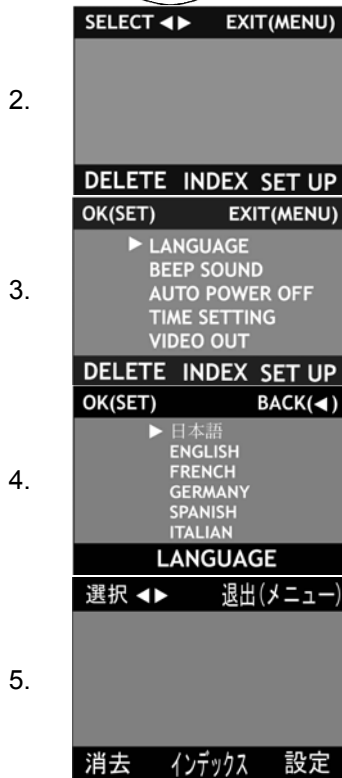 SELECT ◀▶ EXIT(MENU)
2.
DELETE INDEX SET UP
OK(SET) EXIT(MENU)
▶ LANGUAGE
BEEP SOUND
3.
AUTO POWER OFF
TIME SETTING
VIDEO OUT
DELETE INDEX SET UP
OK(SET) BACK(◀)
▶ 日本語
ENGLISH
FRENCH
4.
GERMANY
SPANISH
ITALIAN
LANGUAGE
選択 ◀▶ 退出(メニュー)
5.
消去 インデックス 設定